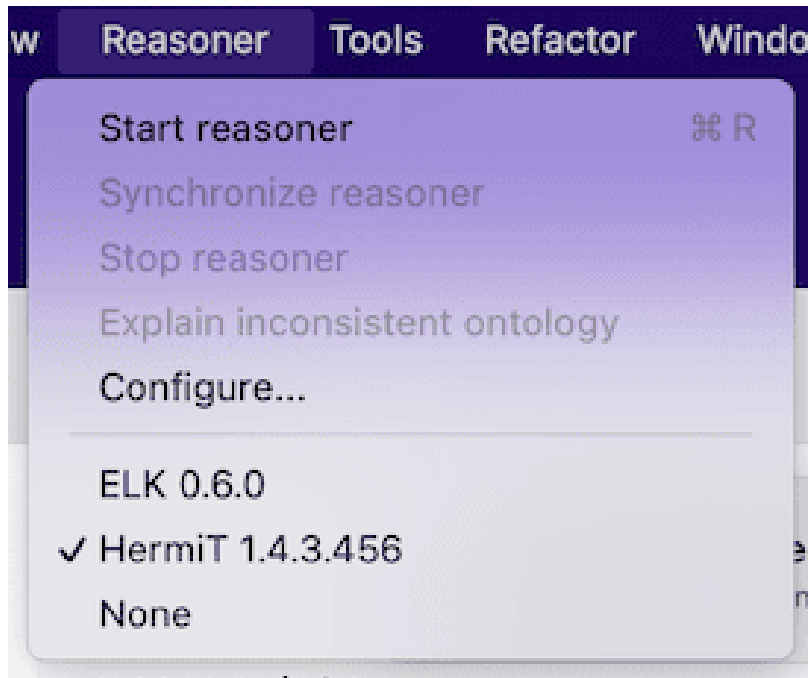 Reasoner Tools Refactor
Start reasoner ⌘ R
Synchronize reasoner
Stop reasoner
Explain inconsistent ontology
Configure...
ELK 0.6.0
✓ HermiT 1.4.3.456
None